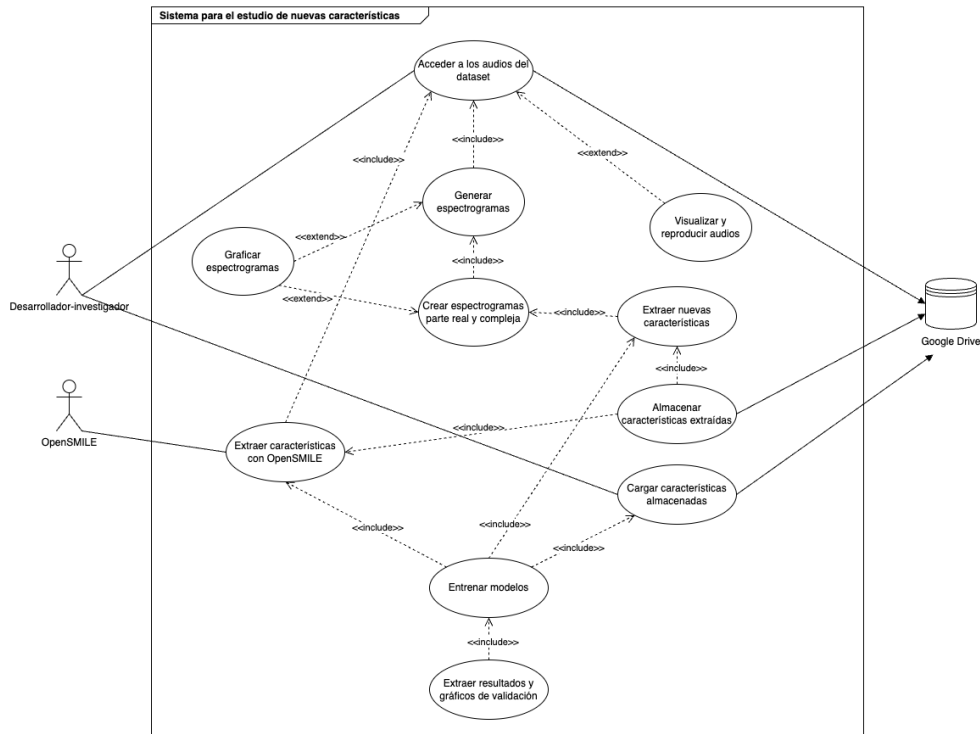 Sistema para el estudio de nuevas características
Acceder a los audios del
dataset
<<include>>
<<include>>
<<extend>>
Generar
espectrogramas
Visualizar y
reproducir audios
<<extend>>
Graficar
espectrogramas
<<include>>
Desarrollador-investigador
<<extend>>
Crear espectrogramas
parte real y compleja
<<include>>
Extraer nuevas
características
Google Drive
<<include>>
Almacenar
características extraídas
OpenSMILE
<<include>>
Extraer características
con OpenSMILE
Cargar características
almacenadas
<<include>>
<<include>>
<<include>>
Entrenar modelos
<<include>>
Extraer resultados y
gráficos de validación